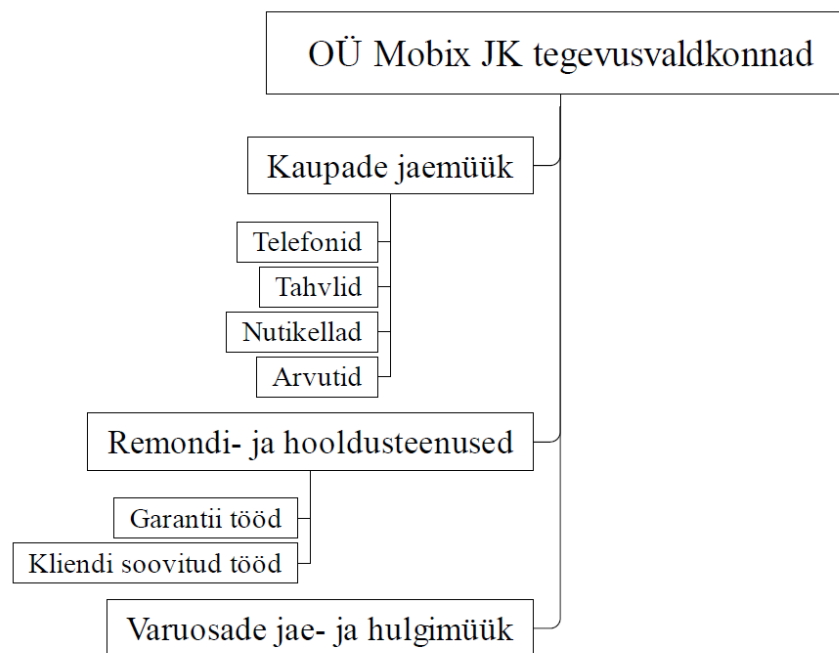 OÜ Mobix JK tegevusvaldkonnad
Kaupade jaemüük
Telefonid
Tahvlid
Nutikellad
Arvutid
Remondi- ja hooldusteenused
Garantii tööd
Kliendi soovitud tööd
Varuosade jae- ja hulgimüük